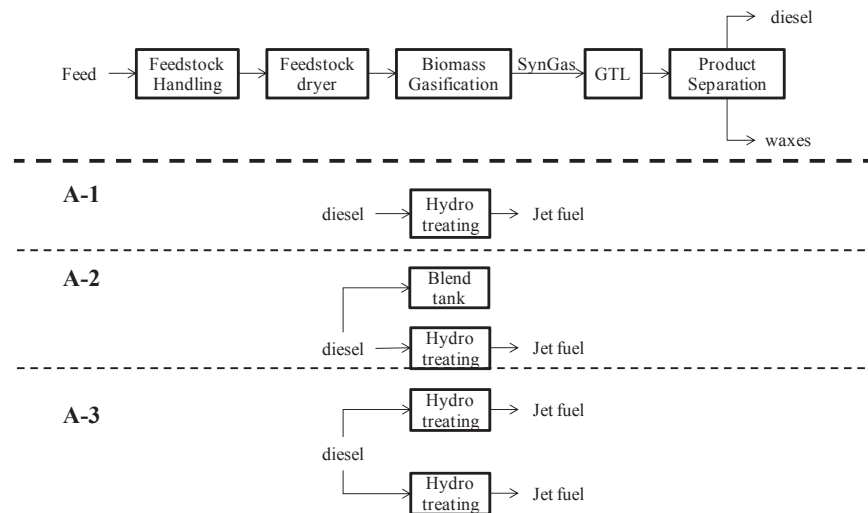 diesel
Feed
Feedstock
Handling
Feedstock
dryer
Biomass
Gasification
SynGas
GTL
Product
Separation
waxes
A-1
diesel
Hydro
treating
Jet fuel
A-2
Blend
tank
diesel
Hydro
treating
Jet fuel
A-3
Hydro
treating
Jet fuel
diesel
Hydro
treating
Jet fuel